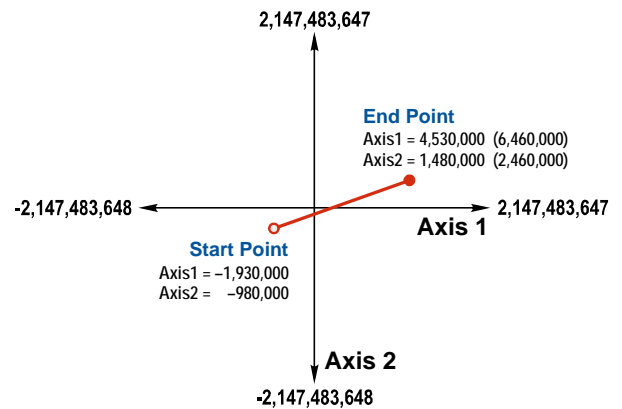 2,147,483,647
End Point
Axis1 = 4,530,000 (6,460,000)
Axis2 = 1,480,000 (2,460,000)
-2,147,483,648
2,147,483,647
Axis 1
Start Point
Axis1 = –1,930,000
Axis2 = –980,000
Axis 2
-2,147,483,648